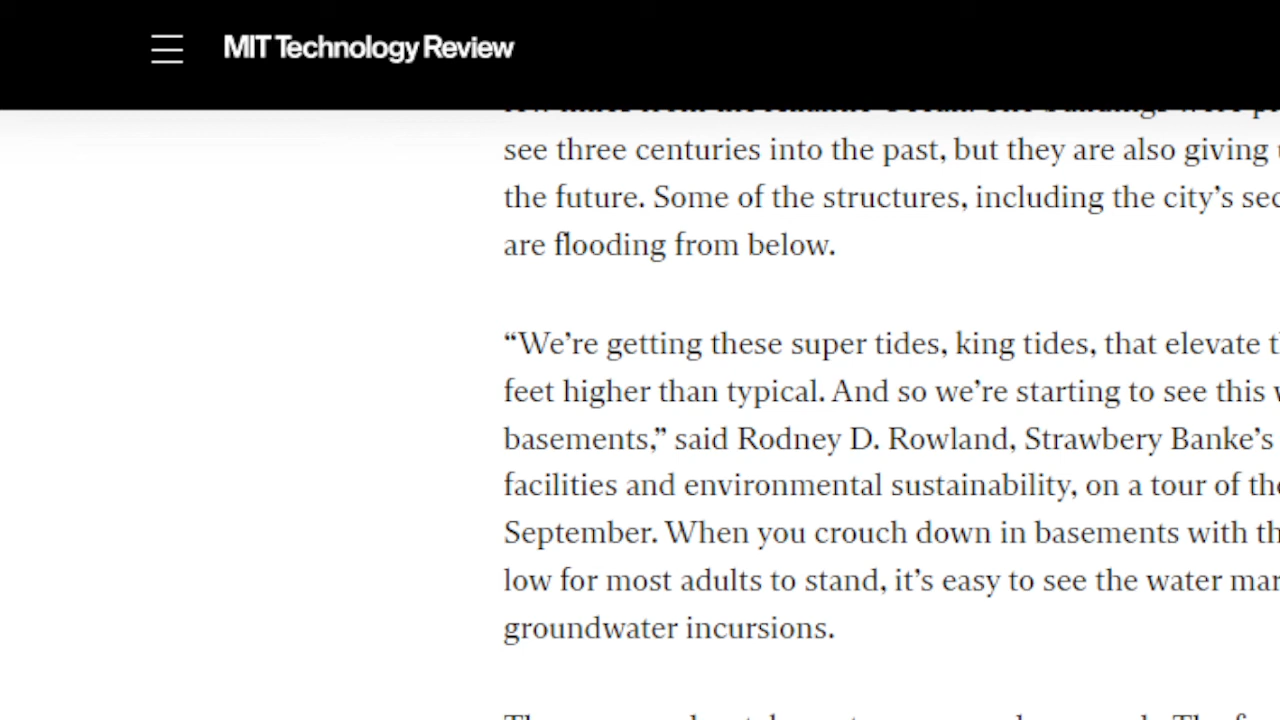 MIT Technology Review
see three centuries into the past, but they are also giving
the future. Some of the structures, including the city’s
are flooding from below.
“We’re getting these super tides, king tides, that elevate
feet higher than typical. And so we’re starting to see this
basements,” said Rodney D. Rowland, Strawbery Banke’s
facilities and environmental sustainability, on a tour of
September. When you crouch down in basements with
low for most adults to stand, it’s easy to see the water
groundwater incursions.